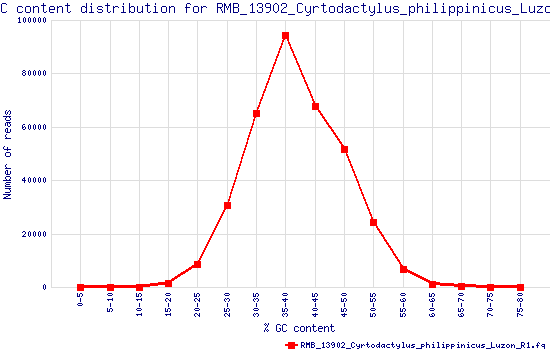 C content distribution for RMB_13902_Cyrtodactylus_philippinicus_Luzo
100000
80000
60000
40000
20000
0
Number of reads
0-5 5-10 10-15 15-20 20-25 25-30 30-35 35-40 40-45 45-50 50-55 55-60 60-65 65-70 70-75 75-80
% GC content
RMB_13902_Cyrtodactylus_philippinicus_Luzon_R1.fq